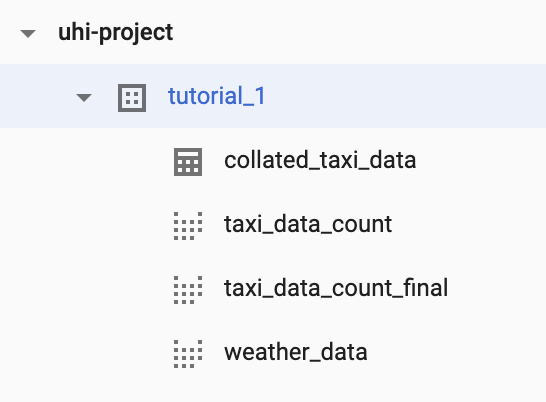 uhi-project
tutorial_1
collated_taxi_data
taxi_data_count
taxi_data_count_final
weather_data